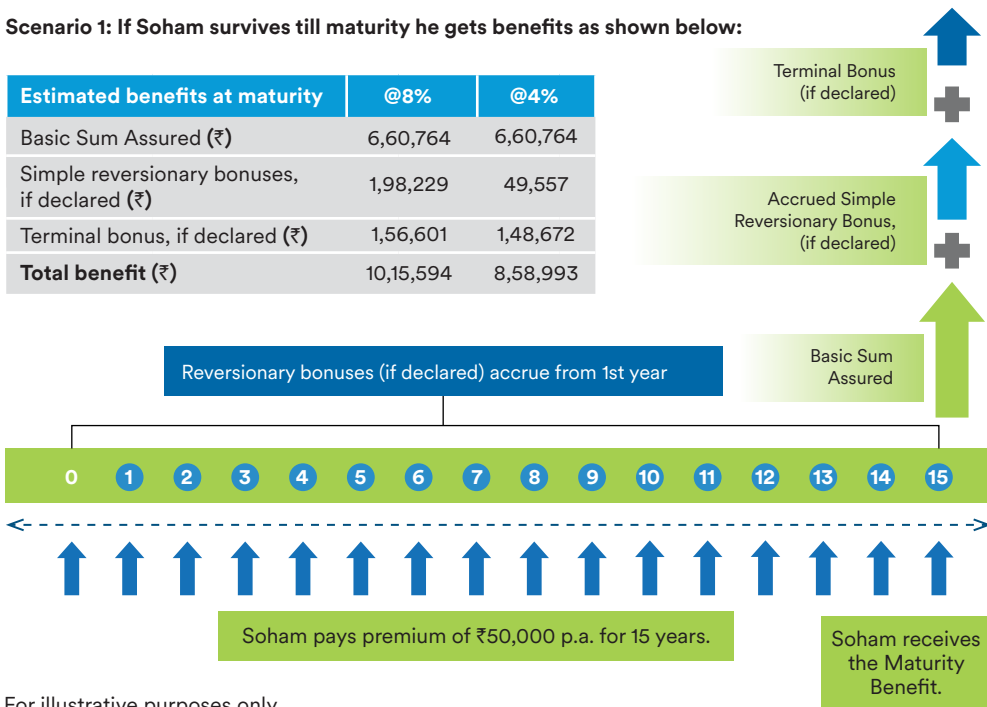 Scenario 1: If Soham survives till maturity he gets benefits as shown below:
Estimated benefits at maturity @8% @4%
Basic Sum Assured (₹) 6,60,764 6,60,764
Simple reversionary bonuses,
if declared (₹) 1,98,229 49,557
Terminal bonus, if declared (₹) 1,56,601 1,48,672
Total benefit (₹) 10,15,594 8,58,993
Terminal Bonus
(if declared)
Accrued Simple
Reversionary Bonus,
(if declared)
Basic Sum
Assured
Reversionary bonuses (if declared) accrue from 1st year
0 1 2 3 4 5 6 7 8 9 10 11 12 13 14 15
Soham pays premium of ₹50,000 p.a. for 15 years.
Soham receives
the Maturity
Benefit.
For illustrative purposes only